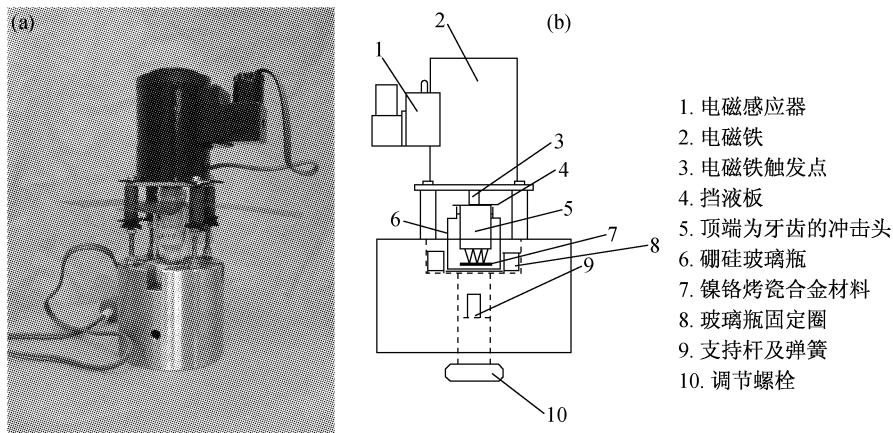 (a)
(b)
1
2
3
4
5
6
7
8
9
10
1. 电磁感应器
2. 电磁铁
3. 电磁铁触发点
4. 挡液板
5. 顶端为牙齿的冲击头
6. 硼硅玻璃瓶
7. 镍铬烤瓷合金材料
8. 玻璃瓶固定圈
9. 支持杆及弹簧
10. 调节螺栓